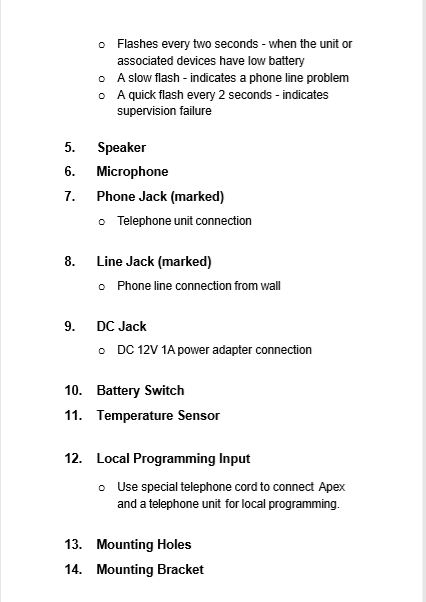 o Flashes every two seconds - when the unit or
associated devices have low battery
o A slow flash - indicates a phone line problem
o A quick flash every 2 seconds - indicates
supervision failure
5. Speaker
6. Microphone
7. Phone Jack (marked)
o Telephone unit connection
8. Line Jack (marked)
o Phone line connection from wall
9. DC Jack
o DC 12V 1A power adapter connection
10. Battery Switch
11. Temperature Sensor
12. Local Programming Input
o Use special telephone cord to connect Apex
and a telephone unit for local programming.
13. Mounting Holes
14. Mounting Bracket